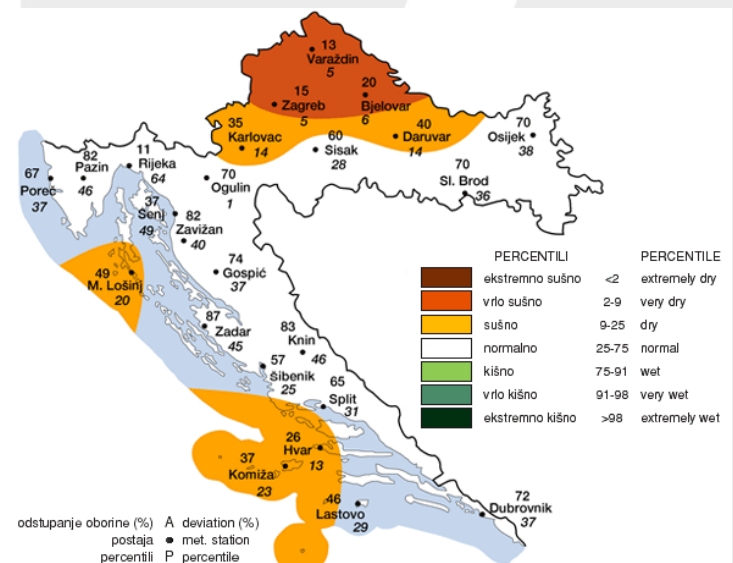 13
Varaždin
5
20
Bjelovar
6
15
Zagreb
5
35
Karlovac
14
60
Sisak
28
40
Daruvar
14
70
Osijek
38
70
Sl. Brod
36
82
Pazin
46
11
Rijeka
64
67
Poreč
37
70
Ogulin
1
37
Senj
49
82
Zavižan
40
74
Gospić
37
49
M. Lošinj
20
87
Zadar
45
83
Knin
46
57
Šibenik
25
65
Split
31
26
Hvar
13
37
Komiža
23
46
Lastovo
29
72
Dubrovnik
37
PERCENTILI PERCENTILE
ekstremno sušno <2 extremely dry
vrlo sušno 2-9 very dry
sušno 9-25 dry
normalno 25-75 normal
kišno 75-91 wet
vrlo kišno 91-98 very wet
ekstremno kišno >98 extremely wet
odstupanje oborine (%) A deviation (%)
postaja met. station
percentili P percentile